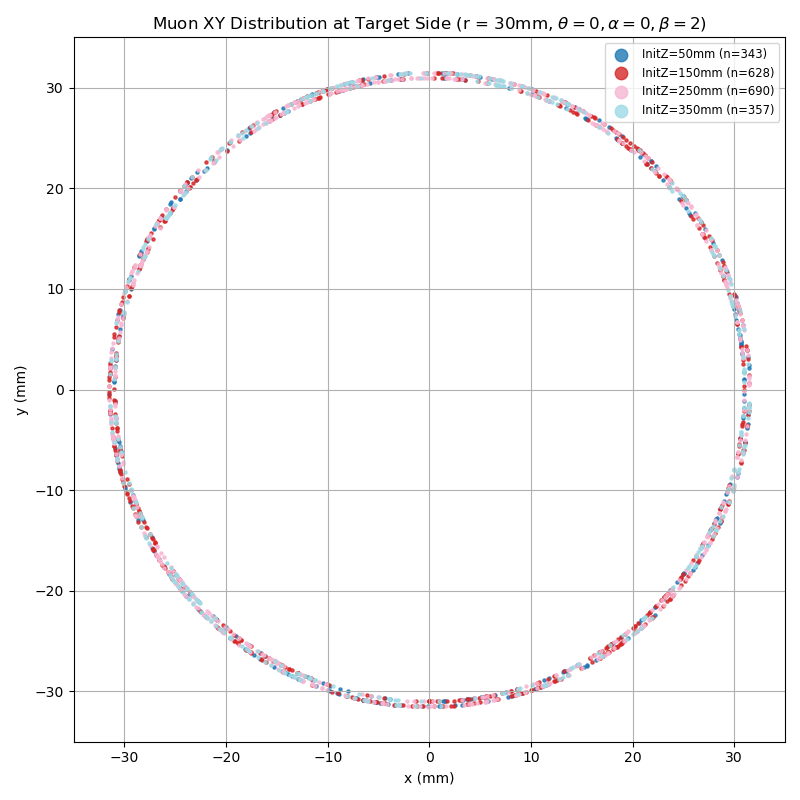 Muon XY Distribution at Target Side (r = 30mm, θ = 0, α = 0, β = 2)
InitZ=50mm (n=343)
InitZ=150mm (n=628)
InitZ=250mm (n=690)
InitZ=350mm (n=357)
30
20
10
0
−10
−20
−30
y (mm)
−30 −20 −10 0 10 20 30
x (mm)